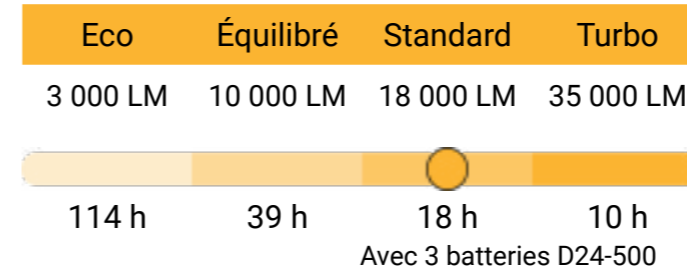 Eco Équilibré Standard Turbo
3 000 LM 10 000 LM 18 000 LM 35 000 LM
114 h 39 h 18 h 10 h
Avec 3 batteries D24-500